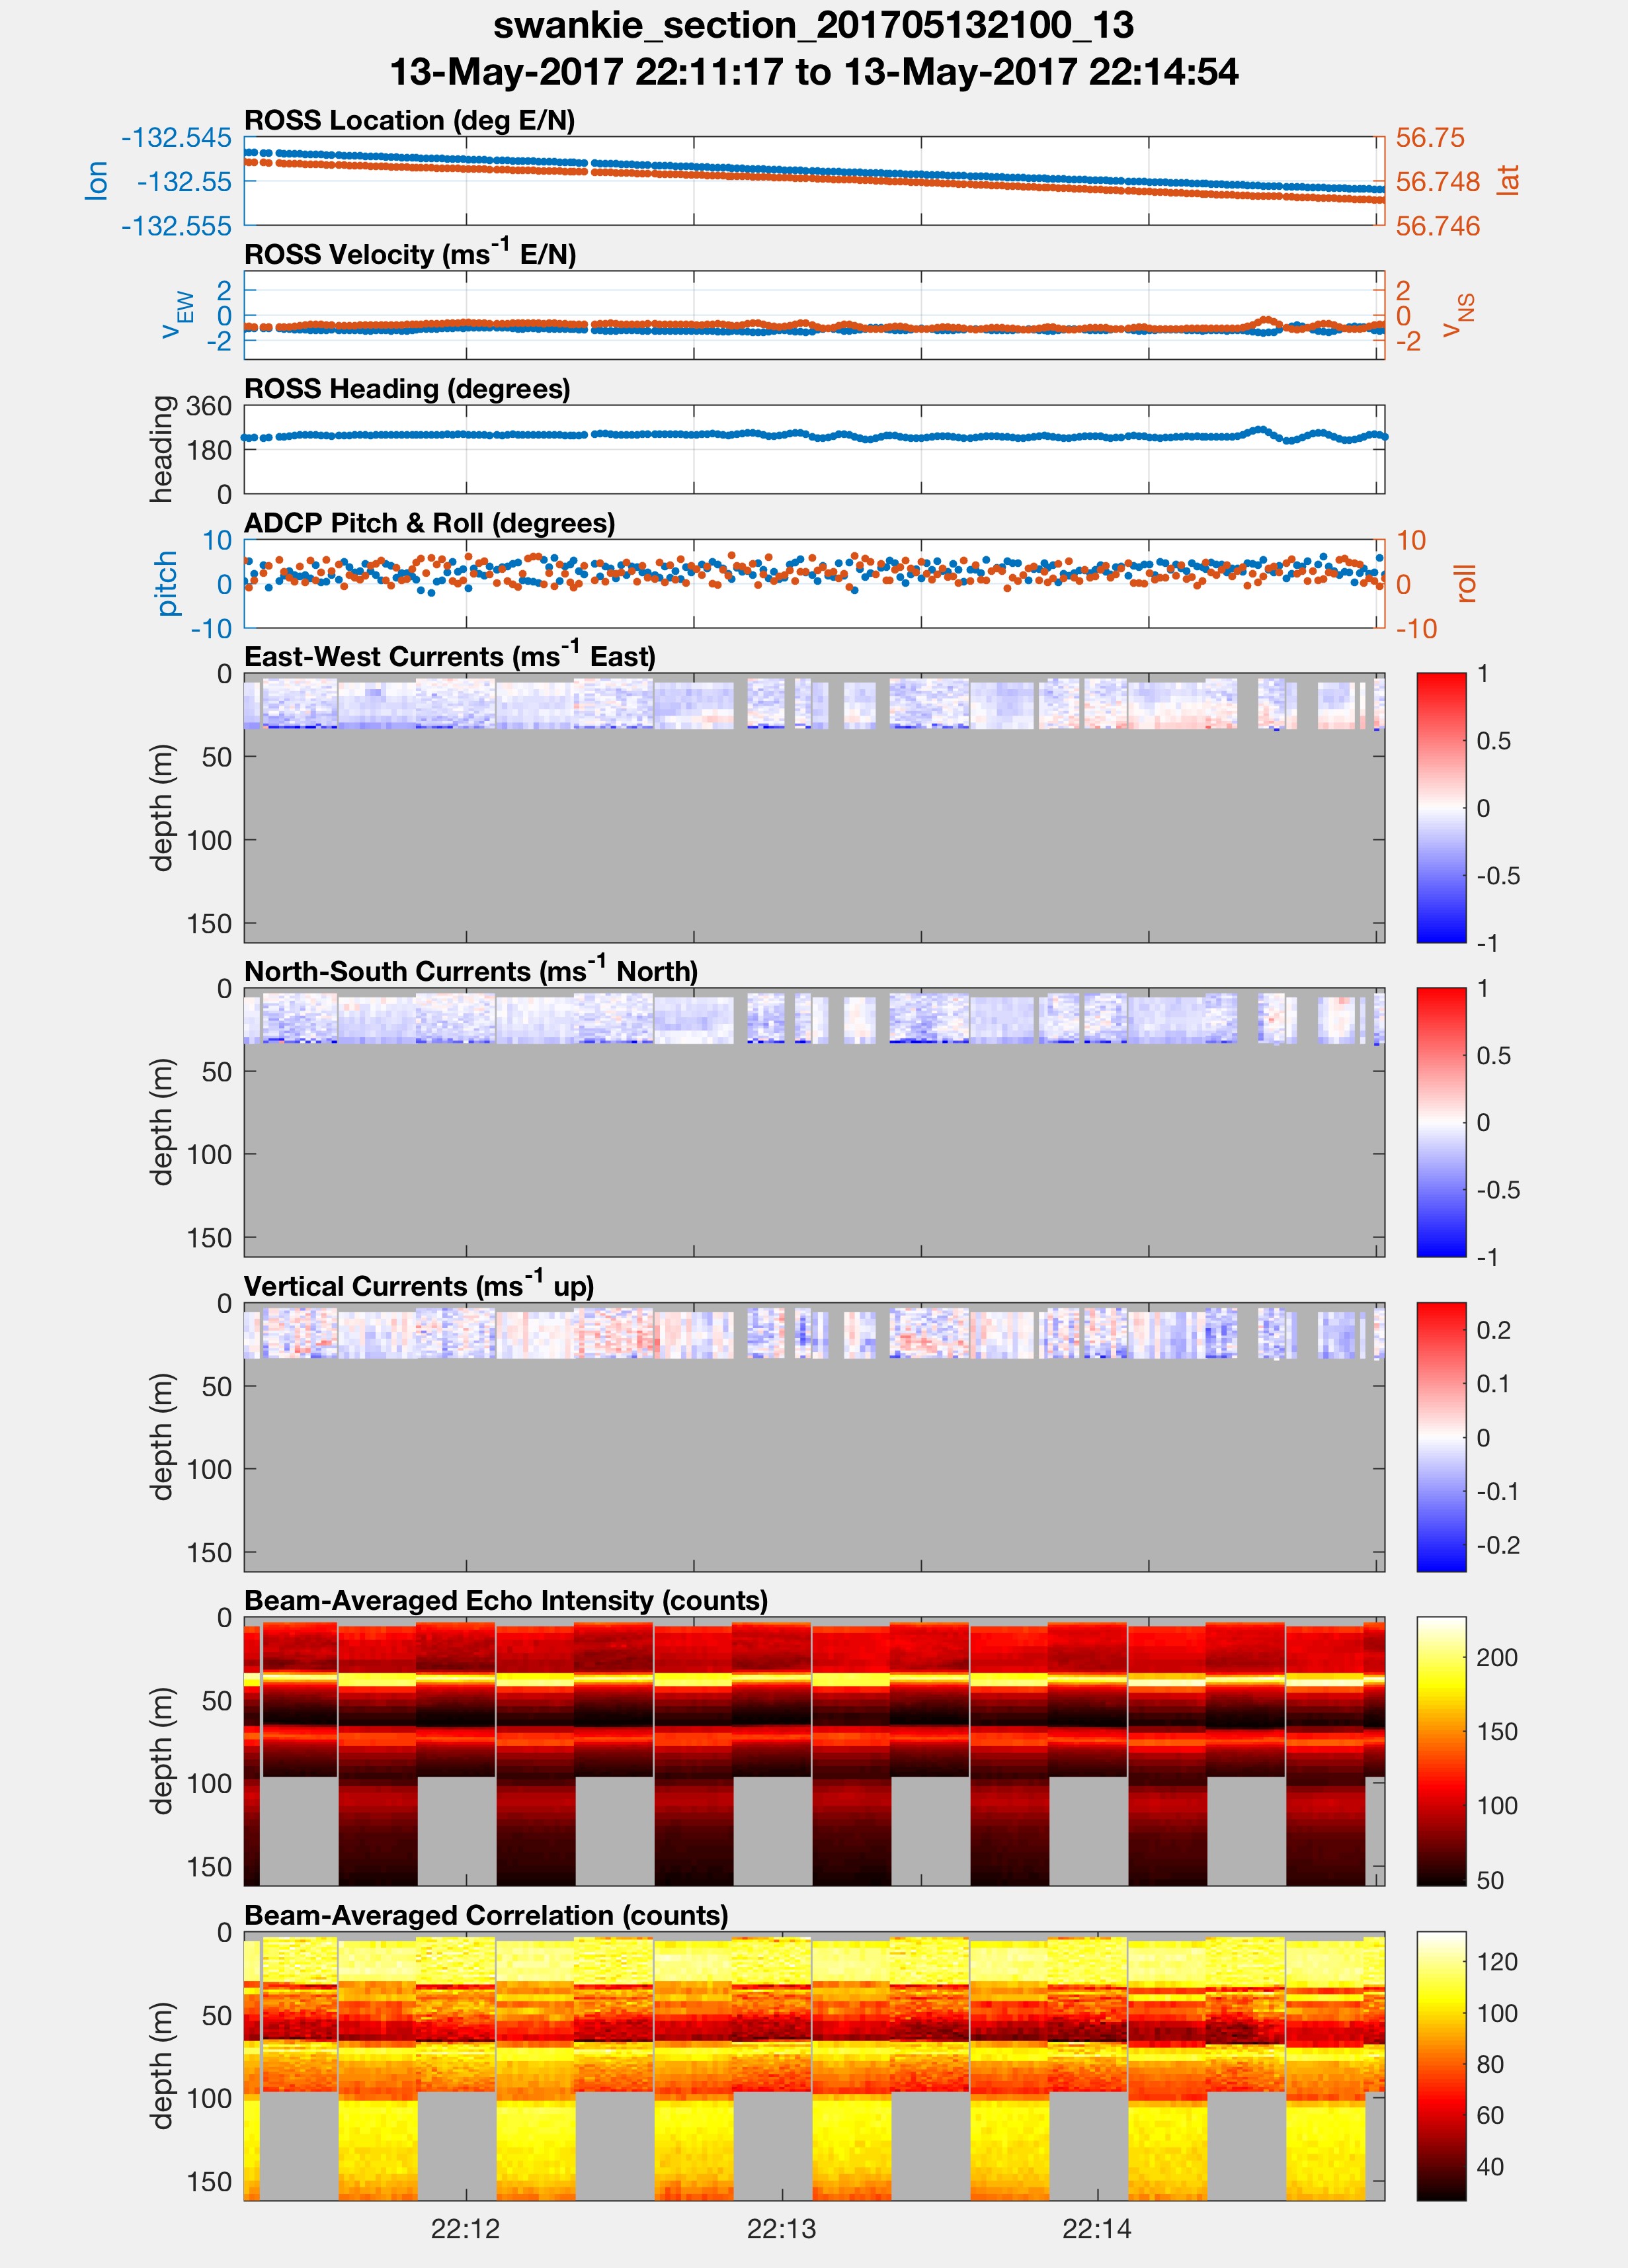 swankie_section_201705132100_13
13-May-2017 22:11:17 to 13-May-2017 22:14:54
ROSS Location (deg E/N)
-132.545
-132.55
-132.555
lon
56.75
56.748
56.746
lat
ROSS Velocity (ms-1 E/N)
2
0
-2
vEW
2
0
-2
vNS
ROSS Heading (degrees)
360
180
0
heading
ADCP Pitch & Roll (degrees)
10
0
-10
pitch
10
0
-10
roll
East-West Currents (ms-1 East)
0
50
100
150
depth (m)
1
0.5
0
-0.5
-1
North-South Currents (ms-1 North)
0
50
100
150
depth (m)
1
0.5
0
-0.5
-1
Vertical Currents (ms-1 up)
0
50
100
150
depth (m)
0.2
0.1
0
-0.1
-0.2
Beam-Averaged Echo Intensity (counts)
0
50
100
150
depth (m)
200
150
100
50
Beam-Averaged Correlation (counts)
0
50
100
150
depth (m)
120
100
80
60
40
22:12
22:13
22:14